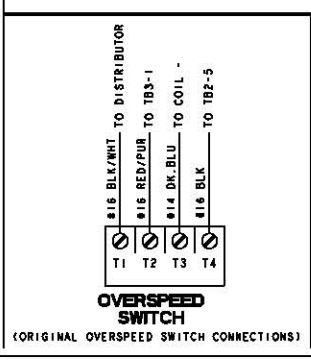 #16 BLK/WHT TO DISTRIBUTOR
#16 RED/PUR TO TB3-1
#14 DK.BLU TO COIL -
#16 BLK TO TB2-5
T1 T2 T3 T4
OVERSPEED
SWITCH
(ORIGINAL OVERSPEED SWITCH CONNECTIONS)